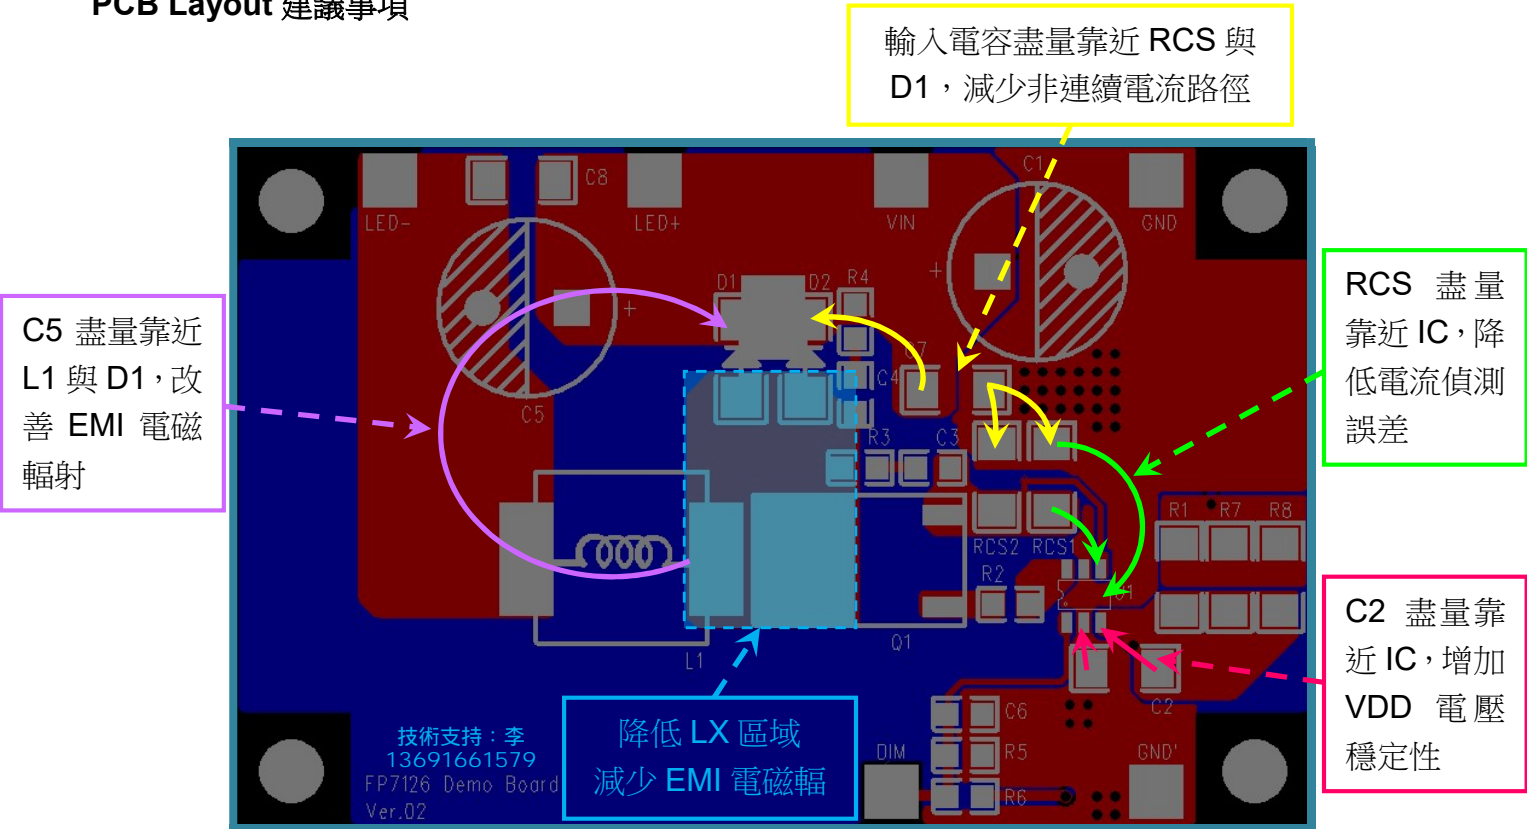 PCB Layout 建議事項
輸入電容盡量靠近 RCS 與
D1，減少非連續電流路徑
C8
C1
LED-
LED+
VIN
GND
D1
D2
R4
+
+
C5 盡量靠近
L1 與 D1，改
善 EMI 電磁
輻射
RCS 盡量
靠近 IC，降
低電流偵測
誤差
C7
C4
C5
R3
C3
R1
R7
R8
RCS2
RCS1
R2
U1
Q1
L1
C2 盡量靠
近 IC，增加
VDD 電壓
穩定性
降低 LX 區域
減少 EMI 電磁輻
C6
C2
技術支持：李
13691661579
DIM
R5
GND'
FP7126 Demo Board
Ver.02
R6